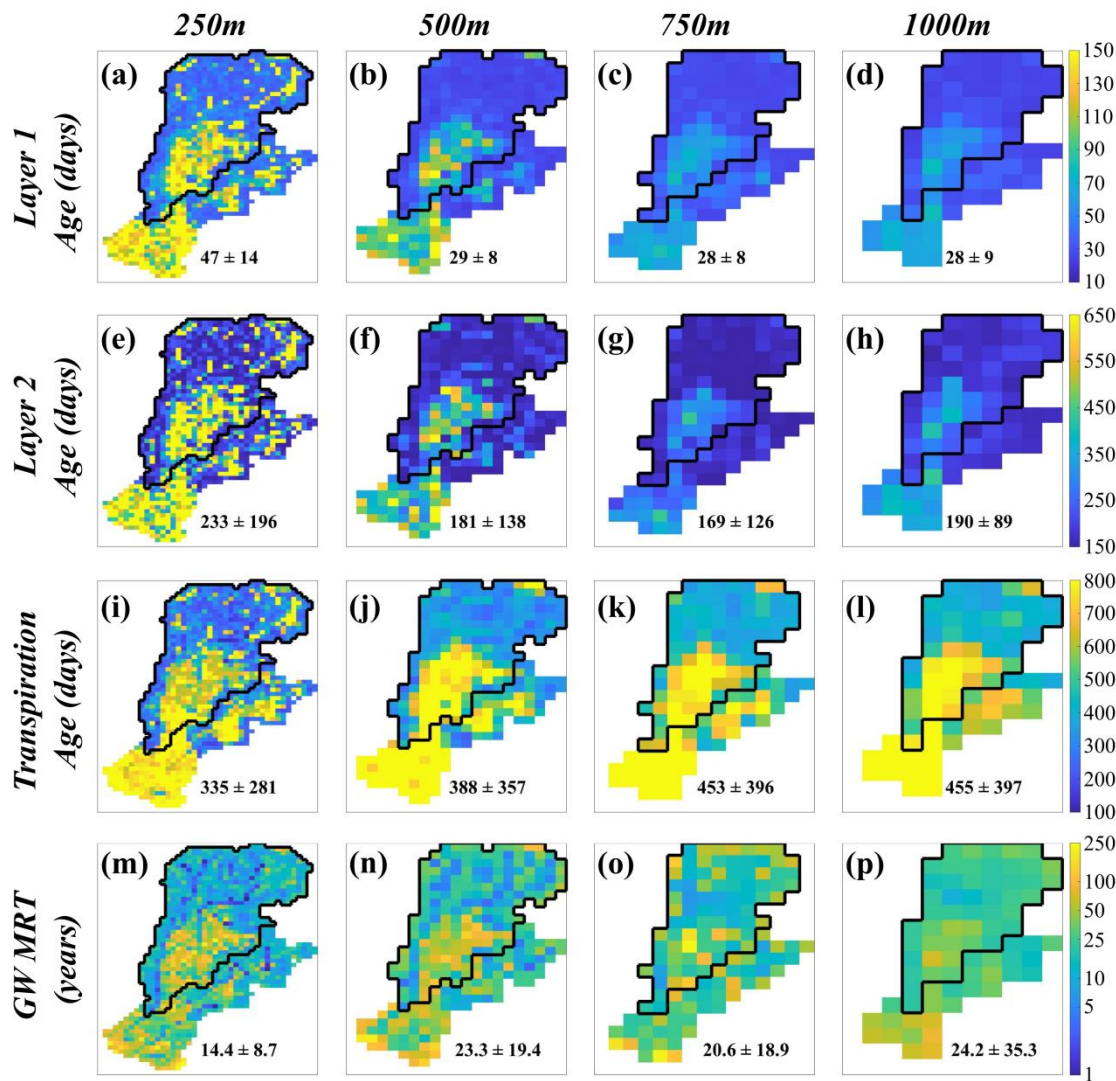 250m 500m 750m 1000m
(a) (b) (c) (d)
Layer 1
Age (days)
47 ± 14 29 ± 8 28 ± 8 28 ± 9
150
130
110
90
70
50
30
10
(e) (f) (g) (h)
Layer 2
Age (days)
233 ± 196 181 ± 138 169 ± 126 190 ± 89
650
550
450
350
250
150
(i) (j) (k) (l)
Transpiration
Age (days)
335 ± 281 388 ± 357 453 ± 396 455 ± 397
800
700
600
500
400
300
200
100
(m) (n) (o) (p)
GW MRT
(years)
14.4 ± 8.7 23.3 ± 19.4 20.6 ± 18.9 24.2 ± 35.3
250
100
50
25
10
5
1